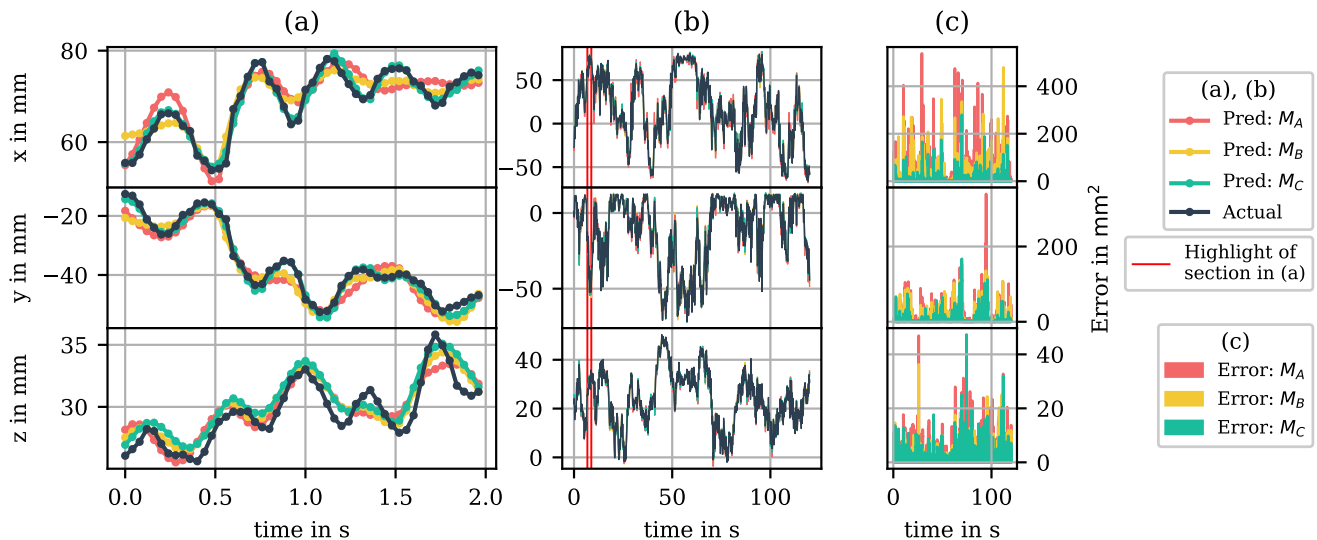 (a)
(b)
(c)
x in mm
80
60
y in mm
−20
−40
z in mm
35
30
0.0
0.5
1.0
1.5
2.0
time in s
50
0
−50
0
−50
40
20
0
0
50
100
time in s
400
200
0
200
0
40
20
0
0
100
time in s
Error in mm²
(a), (b)
Pred: M_A
Pred: M_B
Pred: M_C
Actual
Highlight of
section in (a)
(c)
Error: M_A
Error: M_B
Error: M_C